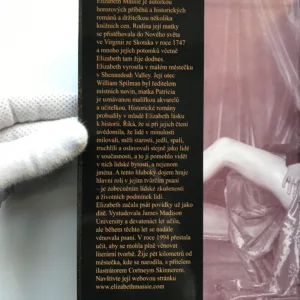 Elizabeth Massie je autorkou
hororových příběhů a historických
románů a držitelkou několika
knižních cen. Rodina její matky
se přistěhovala do Nového světa
ve Virginii ze Skotska v roce 1747
a mnoho jejích potomků včetně
Elizabeth tam žije dodnes.
Elizabeth vyrostla v malém městečku
v Shenandoah Valley. Její otec
William Spilman byl ředitelem
místních novin, matka Patricia
je uznávanou malířkou akvarelů
a učitelkou. Historické romány
probudily v mládě Elizabeth lásku
k historii. Říká, že si při jejich čtení
uvědomila, že lidé v minulosti
milovali, měli starosti, jedli, spali,
truchlili a oslavovali stejně jako lidé
v současnosti, a to jí pomohlo vidět
v nich lidské bytosti, a nejenom
jména. A tento hluboký dojem hraje
hlavní roli v jejím tvůrčím psaní
– je zobecněním lidské zkušenosti
a životních podmínek lidí.
Elizabeth začala psát povídky už jako
dítě. Vystudovala James Madison
University a devatenáct let učila,
ale během těchto let se nadále
věnovala psaní. V roce 1994 přestala
učit, aby se mohla plně věnovat
literární tvorbě. Žije pět kilometrů od
městečka, kde se narodila, s přítelem
ilustrátorem Cortneym Skinnerem.
Navštivte její webovou stránku
www.elizabethmassie.com